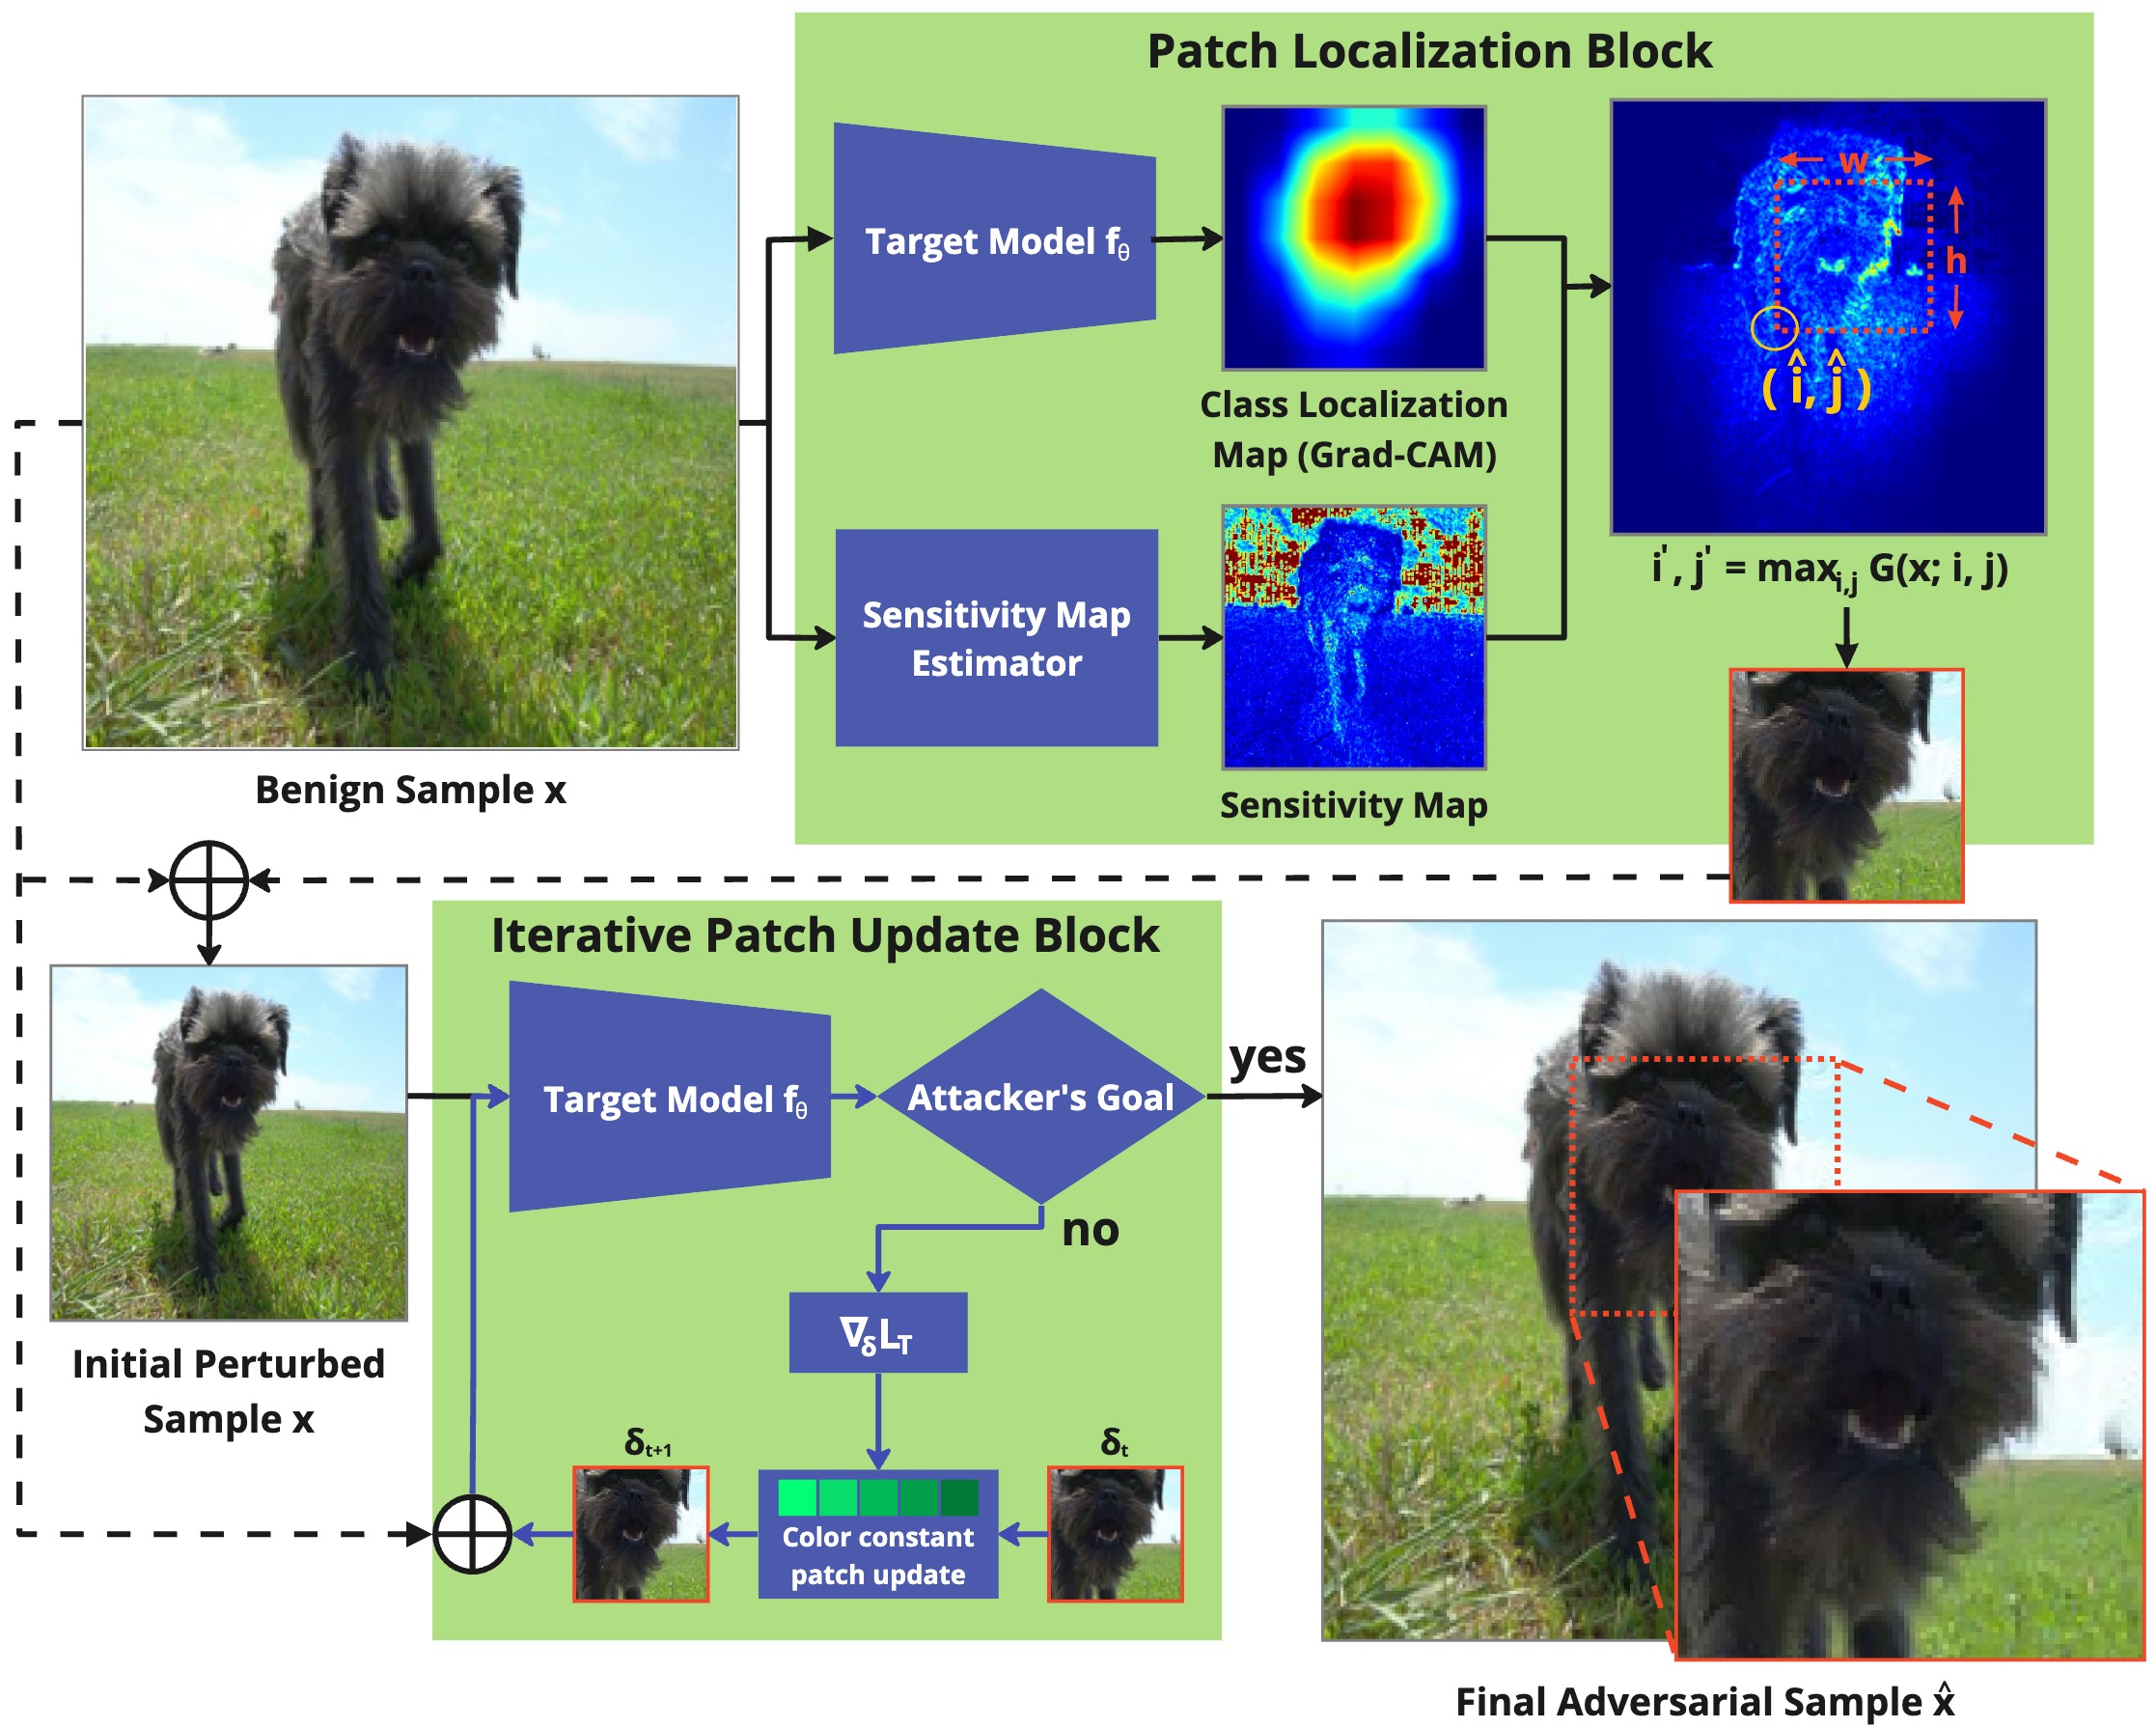 Patch Localization Block
Target Model fθ
Class Localization
Map (Grad-CAM)
w
h
( î, ĵ )
i', j' = maxi,j G(x; i, j)
Sensitivity Map
Estimator
Sensitivity Map
Benign Sample x
Iterative Patch Update Block
Target Model fθ
Attacker's Goal
yes
no
∇δLT
δt+1
δt
Color constant
patch update
Initial Perturbed
Sample x
Final Adversarial Sample x̂